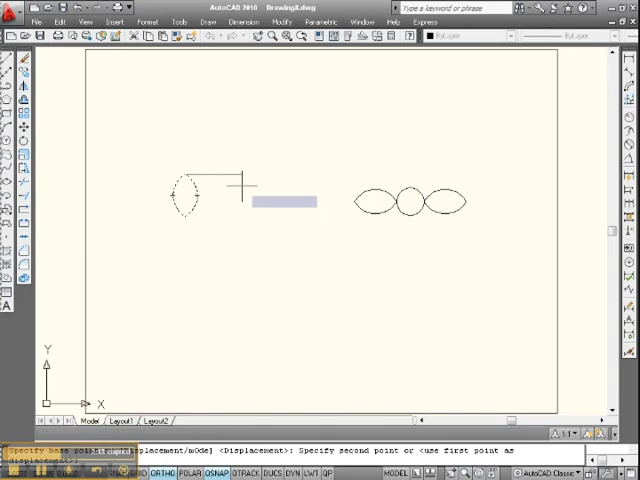 AutoCAD 2010 Drawing8.dwg
Type a keyword or phrase
File Edit View Insert Format Tools Draw Dimension Modify Parametric Window Help Express
ByLayer
ByLayer
Y
X
Model Layout1 Layout2
1:1
Specify base point
isplacement/mOde] <Displacement>: Specify second point or <use first point as
displacement>:
GRID ORTHO POLAR OSNAP OTRACK DUCS DYN LWT QP MODEL AutoCAD Classic